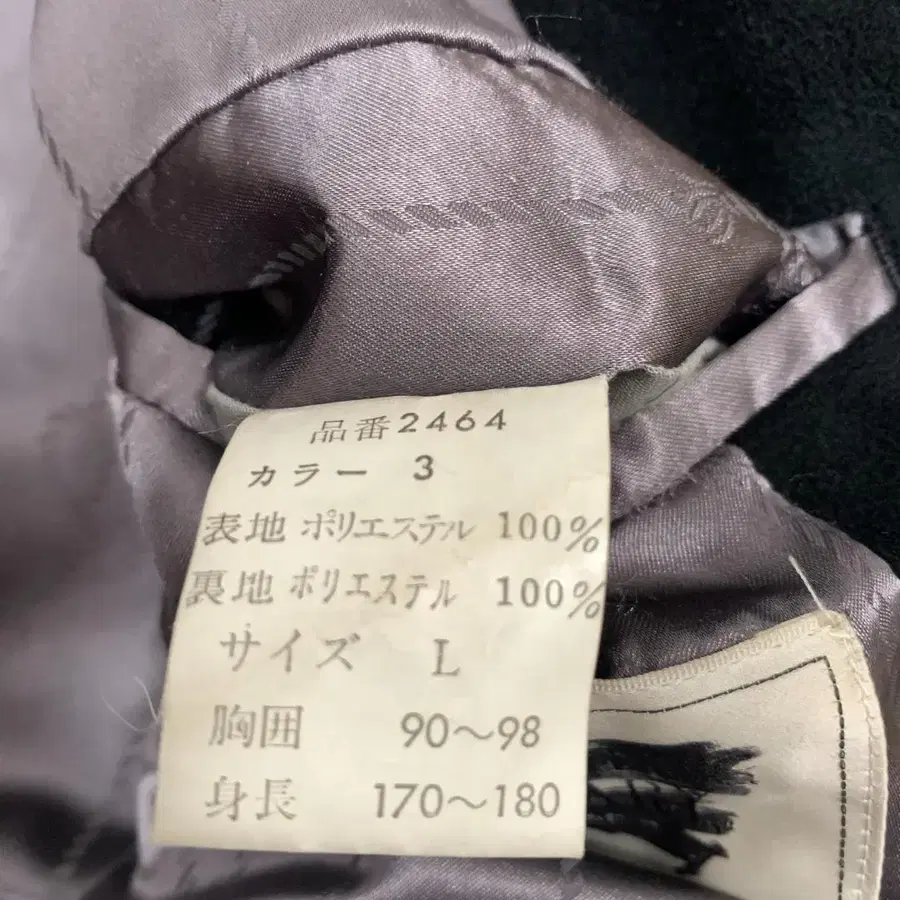 品番2464
カラー 3
表地 ポリエステル 100%
裏地 ポリエステル 100%
サイズ L
胸囲 90～98
身長 170～180